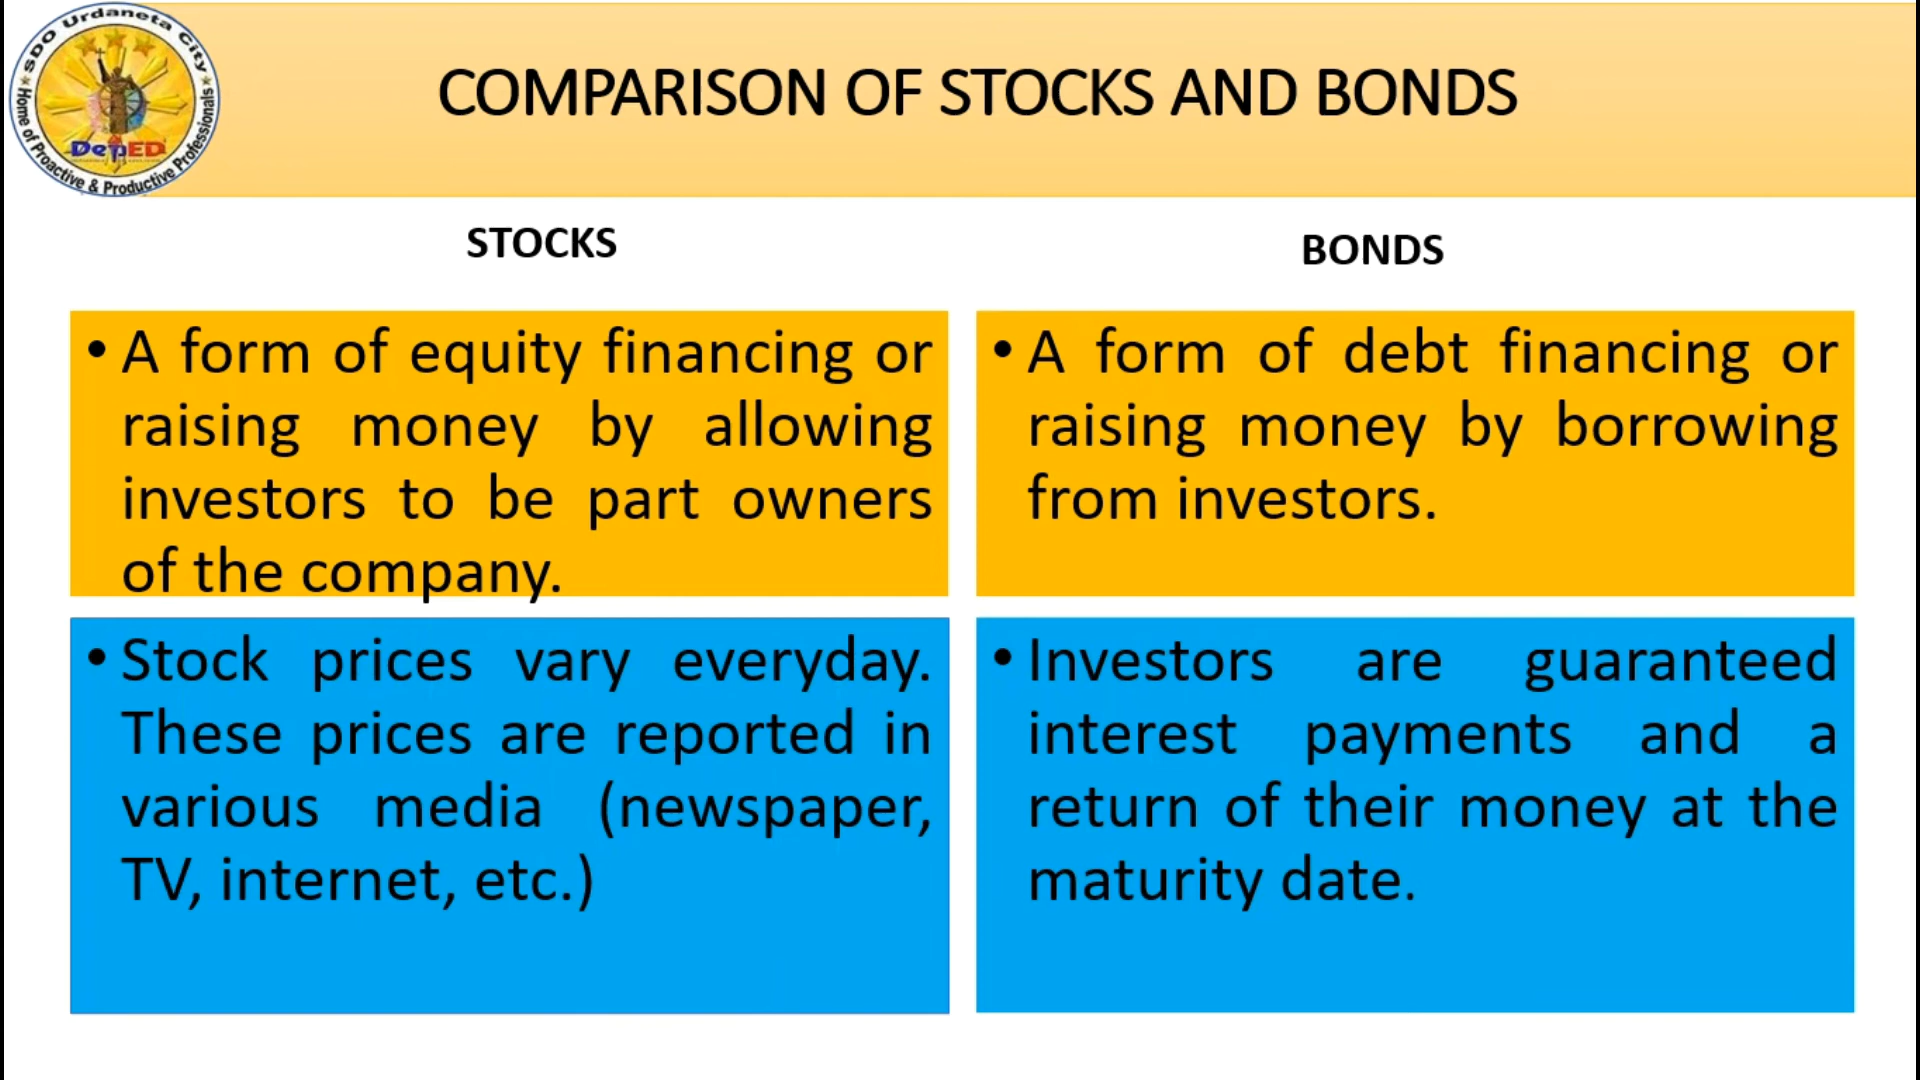 SDO Urdaneta City
DepED
Home of Proactive & Productive Professionals
COMPARISON OF STOCKS AND BONDS
STOCKS
• A form of equity financing or
raising money by allowing
investors to be part owners
of the company.
• Stock prices vary everyday.
These prices are reported in
various media (newspaper,
TV, internet, etc.)
BONDS
• A form of debt financing or
raising money by borrowing
from investors.
• Investors are guaranteed
interest payments and a
return of their money at the
maturity date.